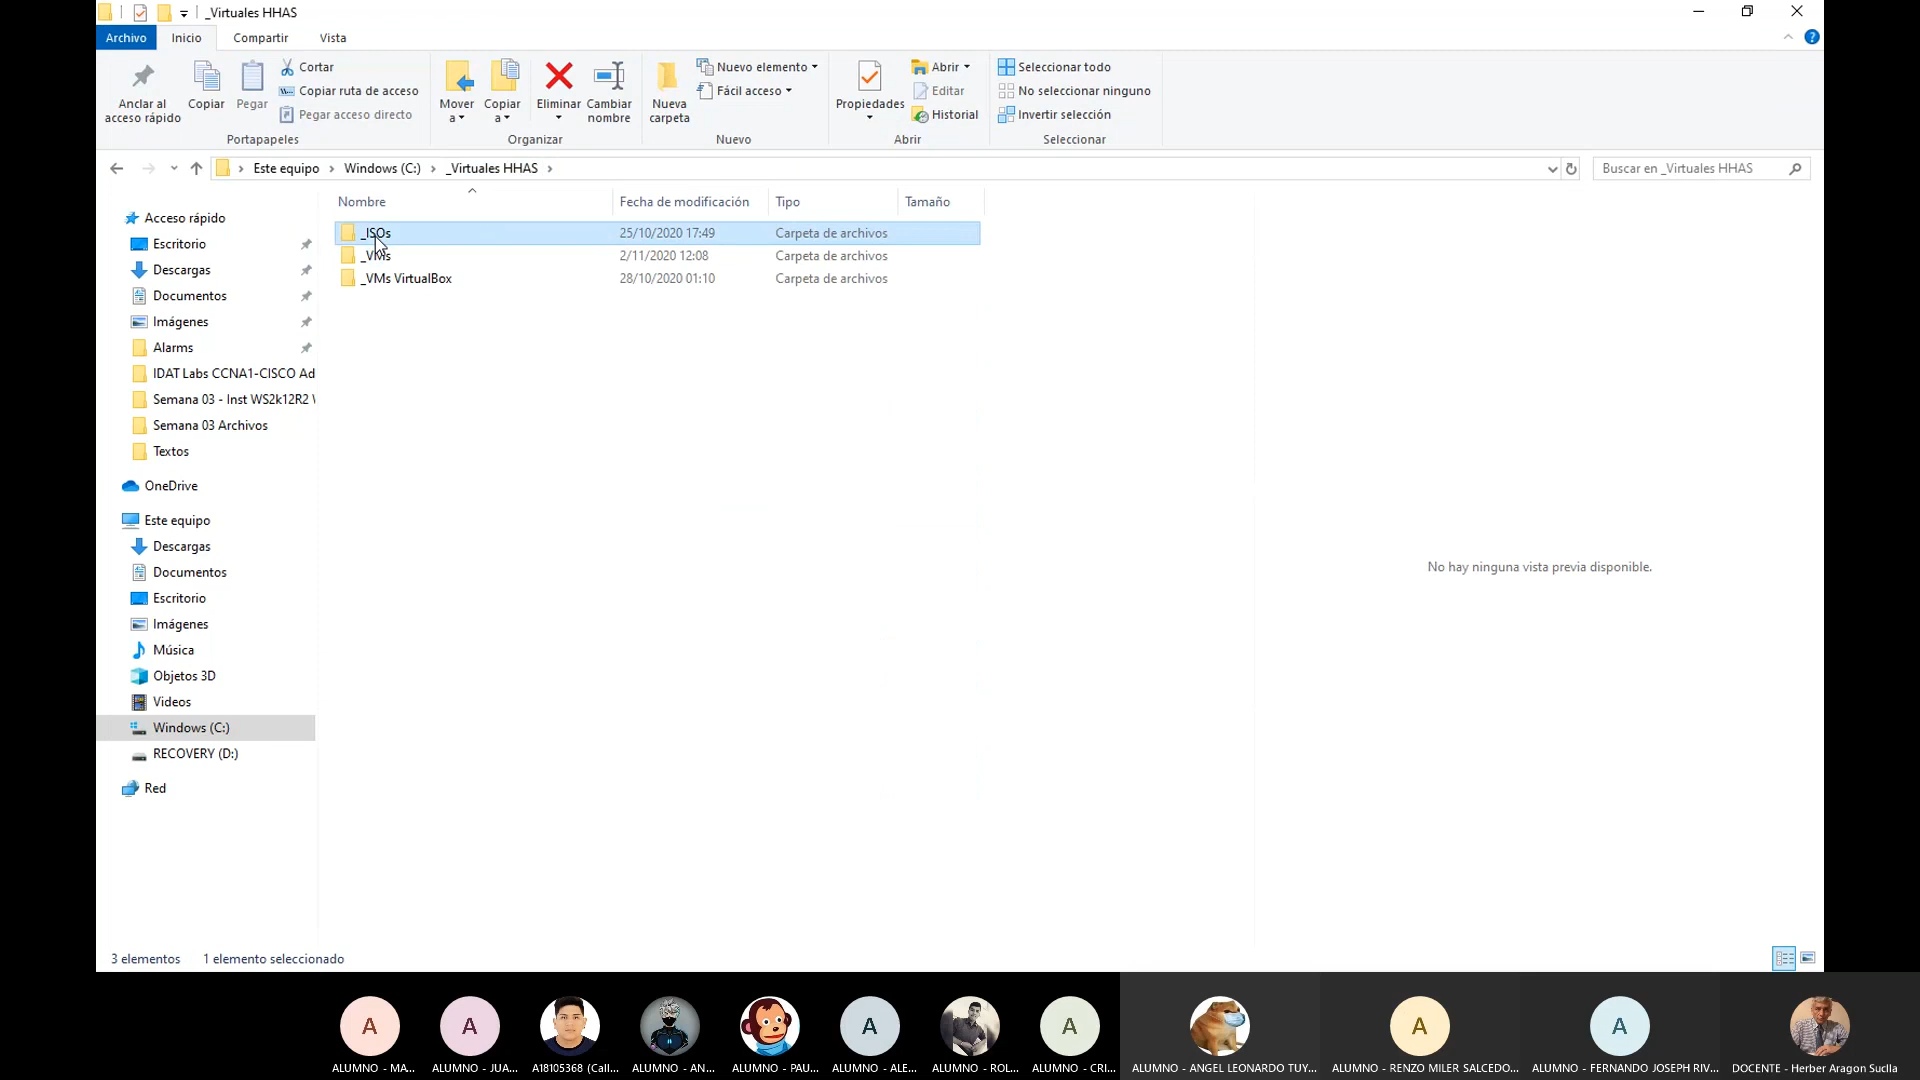 _Virtuales HHAS
Archivo Inicio Compartir Vista
Anclar al acceso rápido
Copiar
Pegar
Cortar
Copiar ruta de acceso
Pegar acceso directo
Portapapeles
Mover a
Copiar a
Eliminar
Cambiar nombre
Organizar
Nueva carpeta
Nuevo elemento
Fácil acceso
Nuevo
Propiedades
Abrir
Editar
Historial
Abrir
Seleccionar todo
No seleccionar ninguno
Invertir selección
Seleccionar
Este equipo › Windows (C:) › _Virtuales HHAS ›
Buscar en _Virtuales HHAS
Nombre Fecha de modificación Tipo Tamaño
_ISOs 25/10/2020 17:49 Carpeta de archivos
_VMs 2/11/2020 12:08 Carpeta de archivos
_VMs VirtualBox 28/10/2020 01:10 Carpeta de archivos
Acceso rápido
Escritorio
Descargas
Documentos
Imágenes
Alarms
IDAT Labs CCNA1-CISCO Ad
Semana 03 - Inst WS2k12R2
Semana 03 Archivos
Textos
OneDrive
Este equipo
Descargas
Documentos
Escritorio
Imágenes
Música
Objetos 3D
Videos
Windows (C:)
RECOVERY (D:)
Red
No hay ninguna vista previa disponible.
3 elementos 1 elemento seleccionado
A A A A A A
ALUMNO - MA... ALUMNO - JUA... A18105368 (Call... ALUMNO - AN... ALUMNO - PAU... ALUMNO - ALE... ALUMNO - ROL... ALUMNO - CRI... ALUMNO - ANGEL LEONARDO TUY... ALUMNO - RENZO MILER SALCEDO... ALUMNO - FERNANDO JOSEPH RIV... DOCENTE - Herber Aragon Suclla